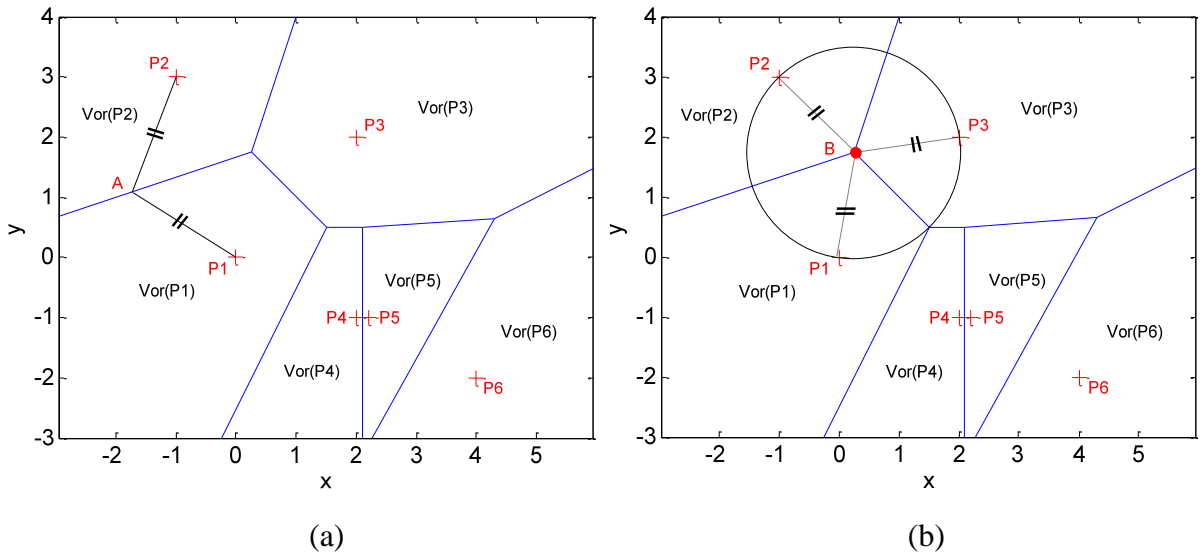 4
3
2
1
0
-1
-2
-3
y
-2 -1 0 1 2 3 4 5
x
P2
Vor(P2)
Vor(P3)
P3
A
P1
Vor(P1)
Vor(P5)
P4 P5
Vor(P4)
Vor(P6)
P6
(a)
4
3
2
1
0
-1
-2
-3
y
-2 -1 0 1 2 3 4 5
x
P2
Vor(P2)
Vor(P3)
P3
B
P1
Vor(P1)
Vor(P5)
P4 P5
Vor(P4)
Vor(P6)
P6
(b)